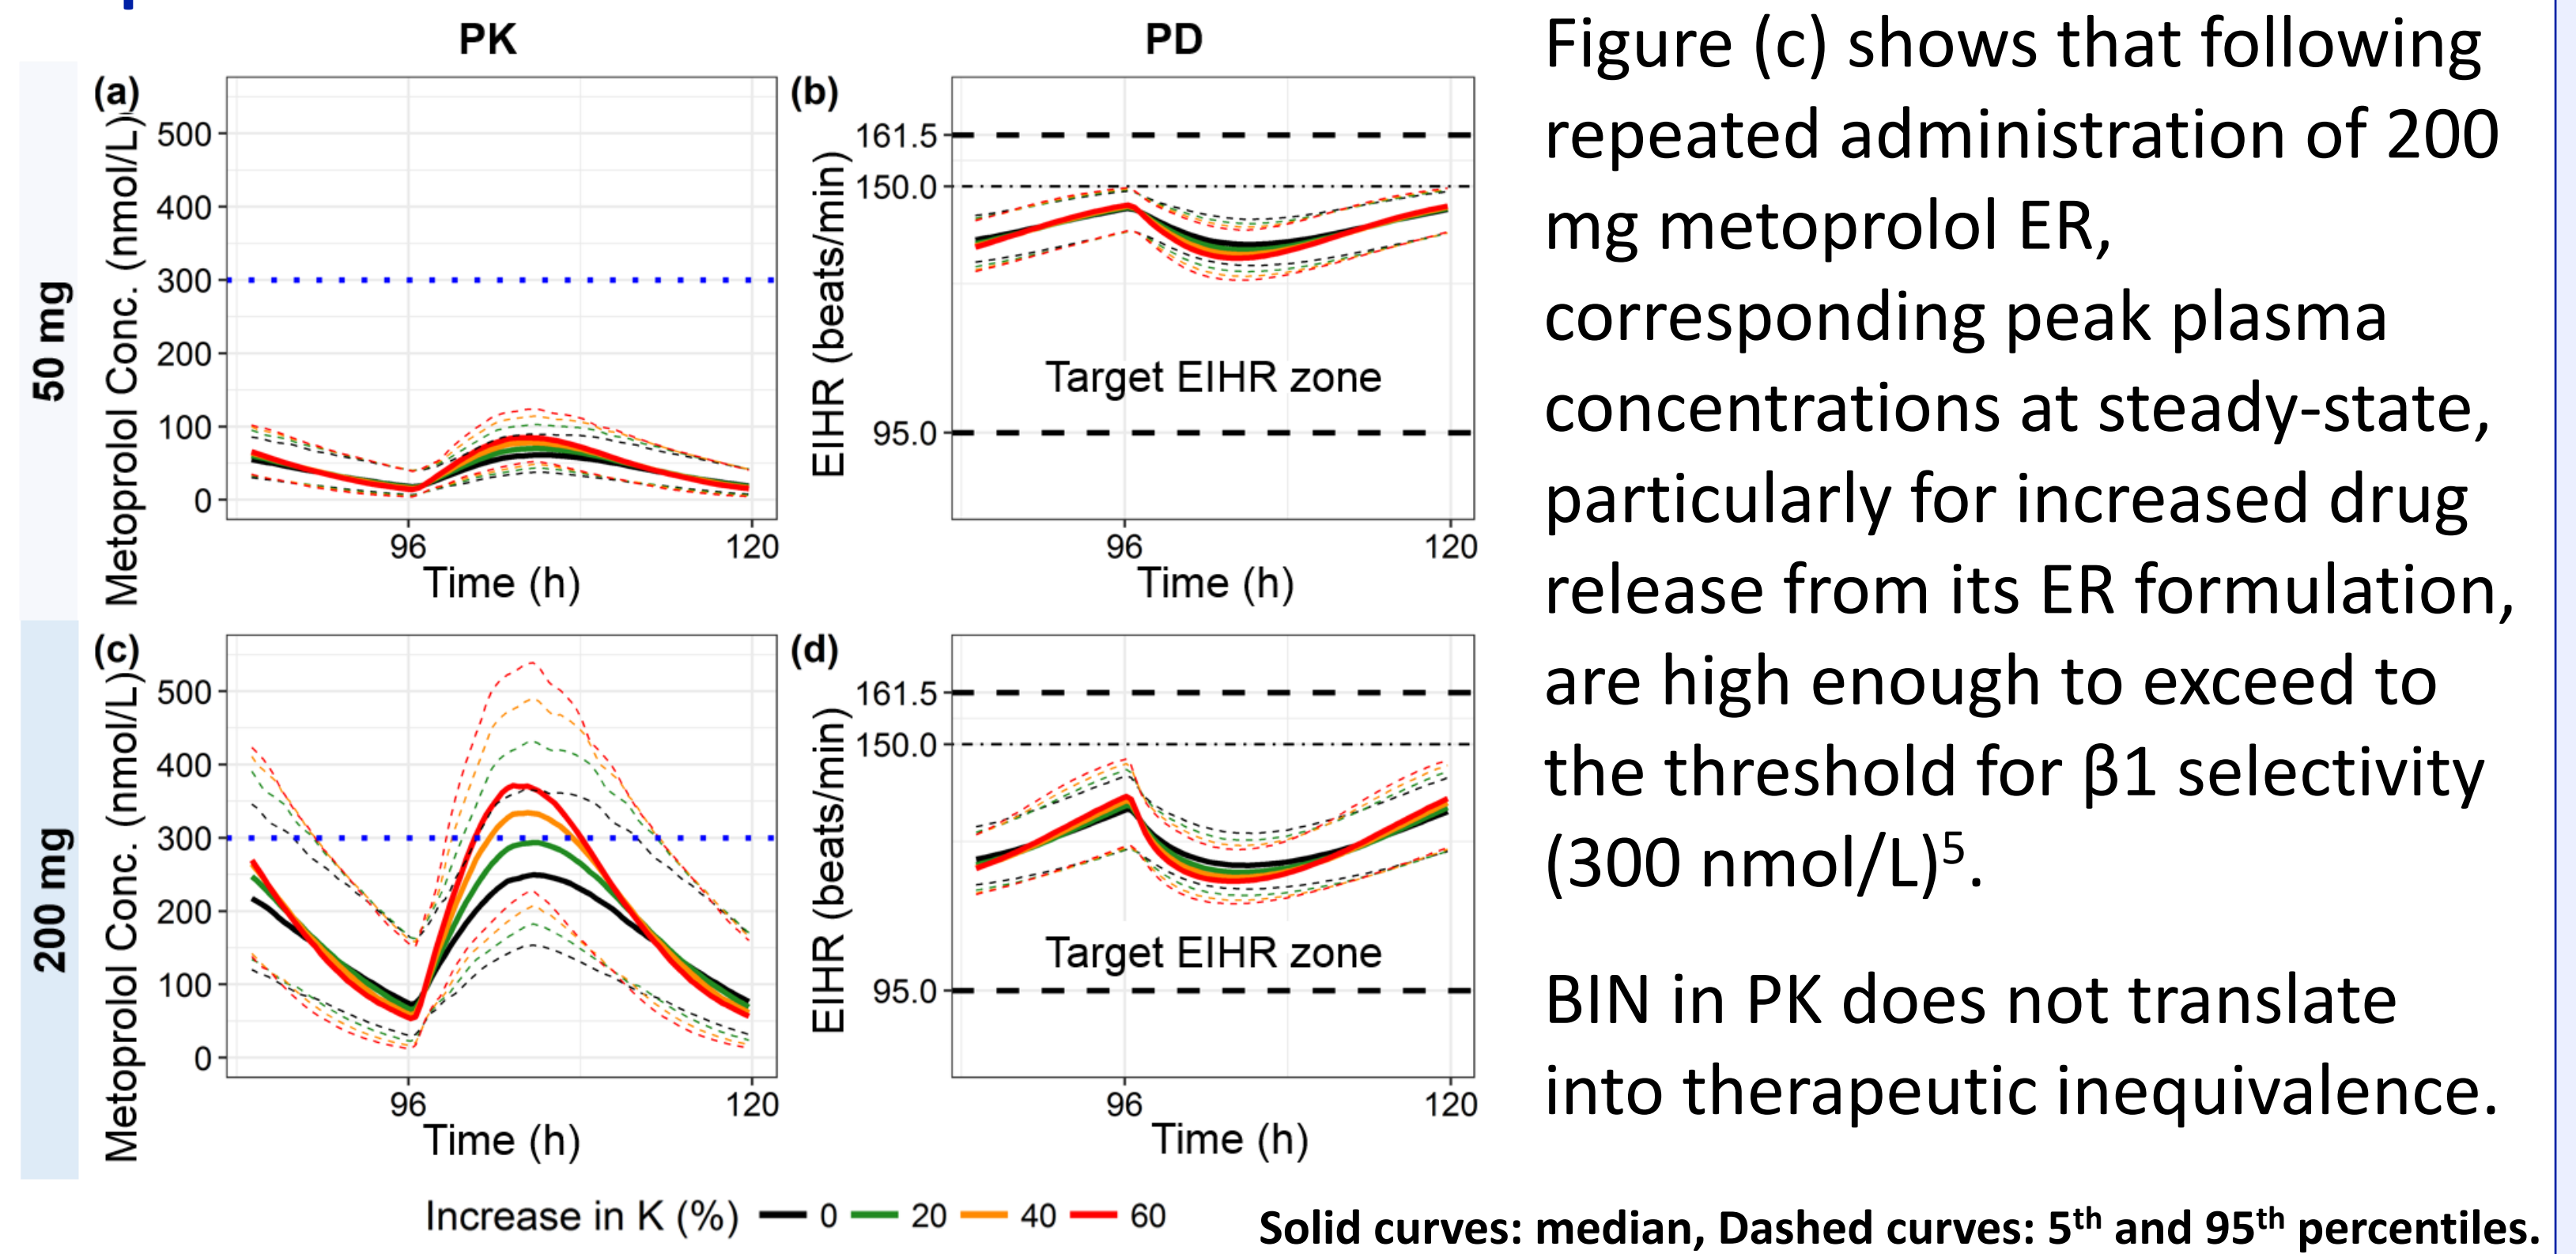 PK
PD
50 mg
(a)
Metoprolol Conc. (nmol/L)
500
400
300
200
100
0
96
120
Time (h)
(b)
EIHR (beats/min)
161.5
150.0
95.0
Target EIHR zone
96
120
Time (h)
200 mg
(c)
Metoprolol Conc. (nmol/L)
500
400
300
200
100
0
96
120
Time (h)
(d)
EIHR (beats/min)
161.5
150.0
95.0
Target EIHR zone
96
120
Time (h)
Increase in K (%) 0 20 40 60
Figure (c) shows that following
repeated administration of 200
mg metoprolol ER,
corresponding peak plasma
concentrations at steady-state,
particularly for increased drug
release from its ER formulation,
are high enough to exceed to
the threshold for β1 selectivity
(300 nmol/L)⁵.
BIN in PK does not translate
into therapeutic inequivalence.
Solid curves: median, Dashed curves: 5th and 95th percentiles.